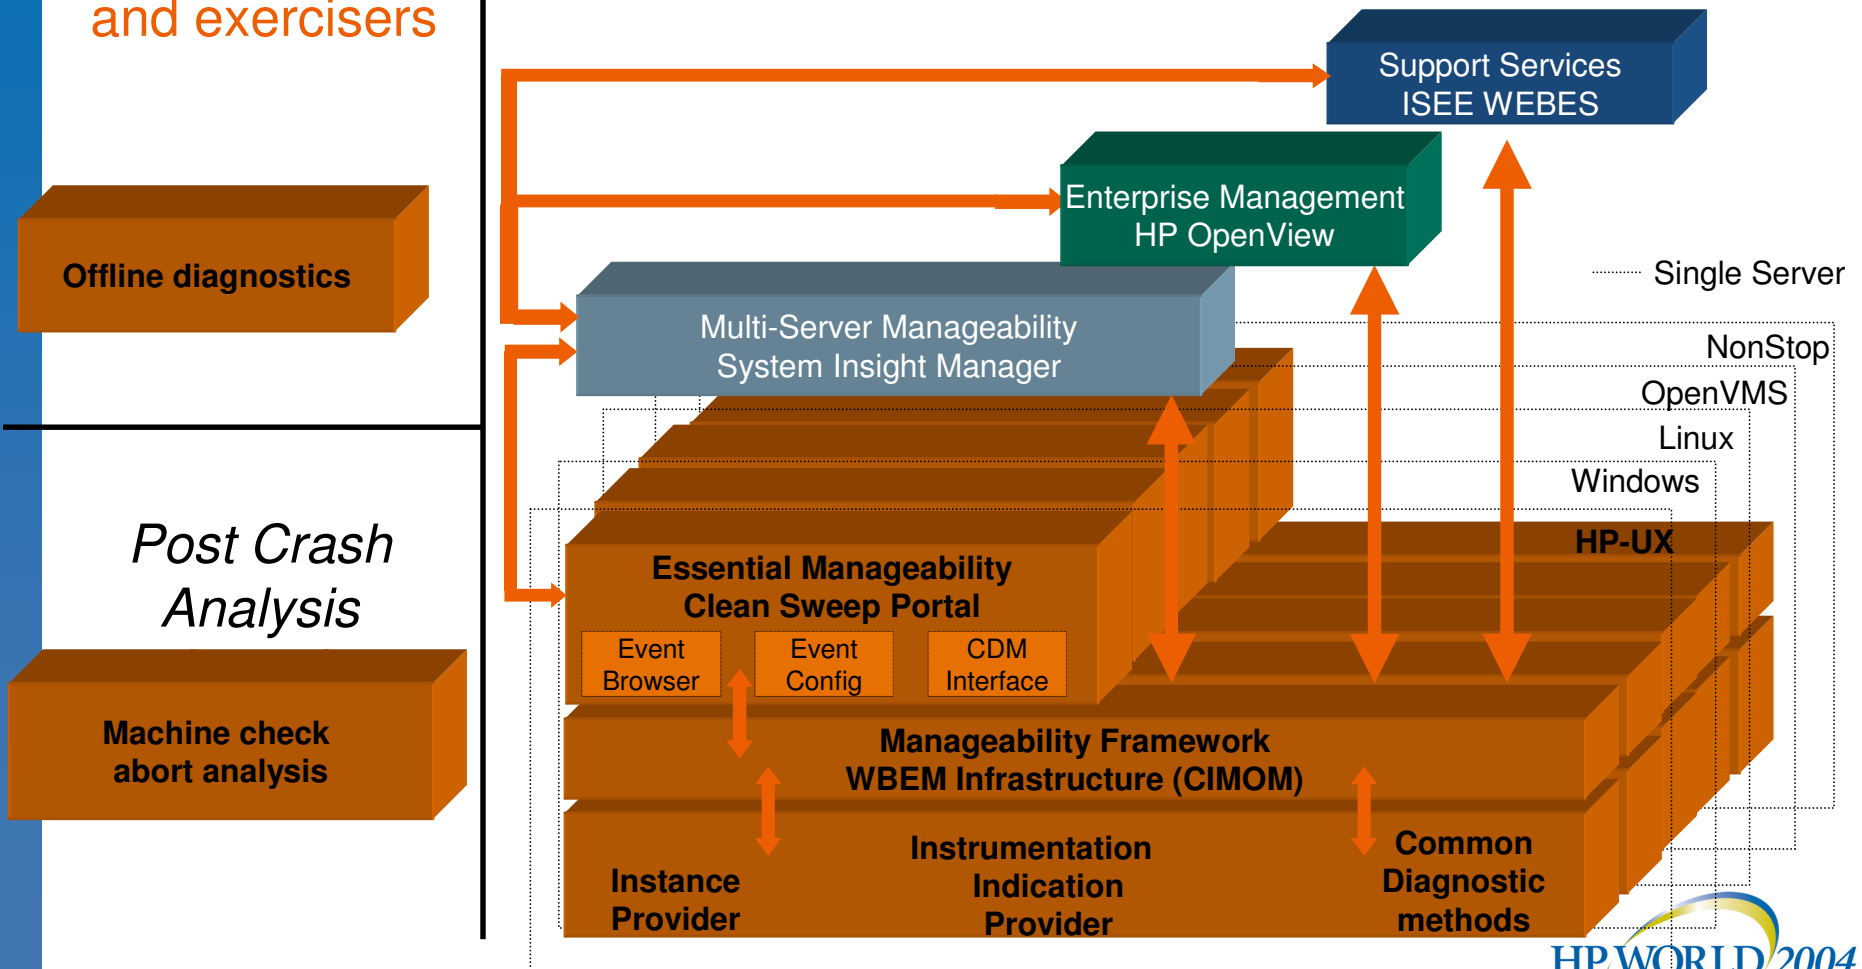 and exercisers
Offline diagnostics
Post Crash
Analysis
Machine check
abort analysis
Support Services
ISEE WEBES
Enterprise Management
HP OpenView
Multi-Server Manageability
System Insight Manager
Single Server
NonStop
OpenVMS
Linux
Windows
HP-UX
Essential Manageability
Clean Sweep Portal
Event
Browser
Event
Config
CDM
Interface
Manageability Framework
WBEM Infrastructure (CIMOM)
Instance
Provider
Instrumentation
Indication
Provider
Common
Diagnostic
methods
HP WORLD 2004